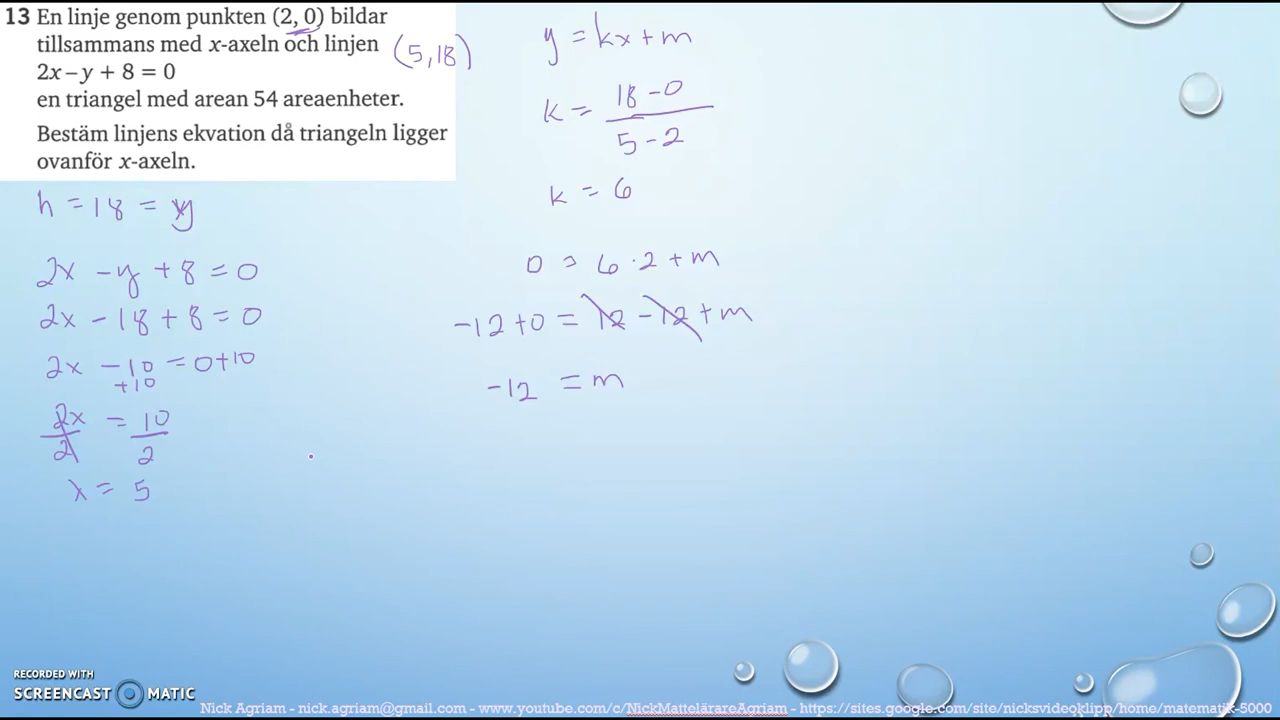 13 En linje genom punkten (2, 0) bildar
tillsammans med x-axeln och linjen
2x – y + 8 = 0
en triangel med arean 54 areaenheter.
Bestäm linjens ekvation då triangeln ligger
ovanför x-axeln.
(5,18)
h = 18 = y
2x - y + 8 = 0
2x - 18 + 8 = 0
2x - 10 = 0 + 10
+10
2x = 10
2 2
x = 5
y = kx + m
k = 18 - 0
5 - 2
k = 6
0 = 6 · 2 + m
-12 + 0 = 12 - 12 + m
-12 = m
RECORDED WITH
SCREENCAST MATIC
Nick Agriam - nick.agriam@gmail.com - www.youtube.com/c/NickMattelärareAgriam - https://sites.google.com/site/nicksvideoklipp/home/matematik-5000